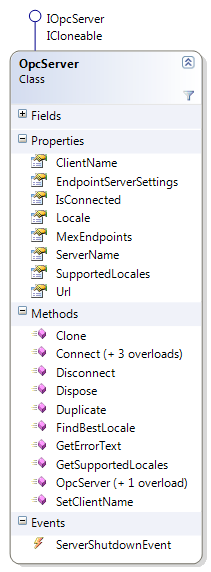 IOpcServer
ICloneable
OpcServer
Class
Fields
Properties
ClientName
EndpointServerSettings
IsConnected
Locale
MexEndpoints
ServerName
SupportedLocales
Url
Methods
Clone
Connect (+ 3 overloads)
Disconnect
Dispose
Duplicate
FindBestLocale
GetErrorText
GetSupportedLocales
OpcServer (+ 1 overload)
SetClientName
Events
ServerShutdownEvent